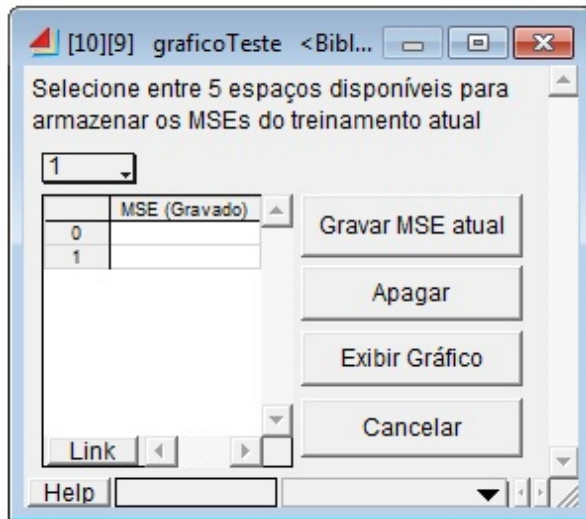 [10][9] graficoTeste <Bibl...
Selecione entre 5 espaços disponíveis para
armazenar os MSEs do treinamento atual
1
MSE (Gravado)
0
1
Gravar MSE atual
Apagar
Exibir Gráfico
Cancelar
Link
Help